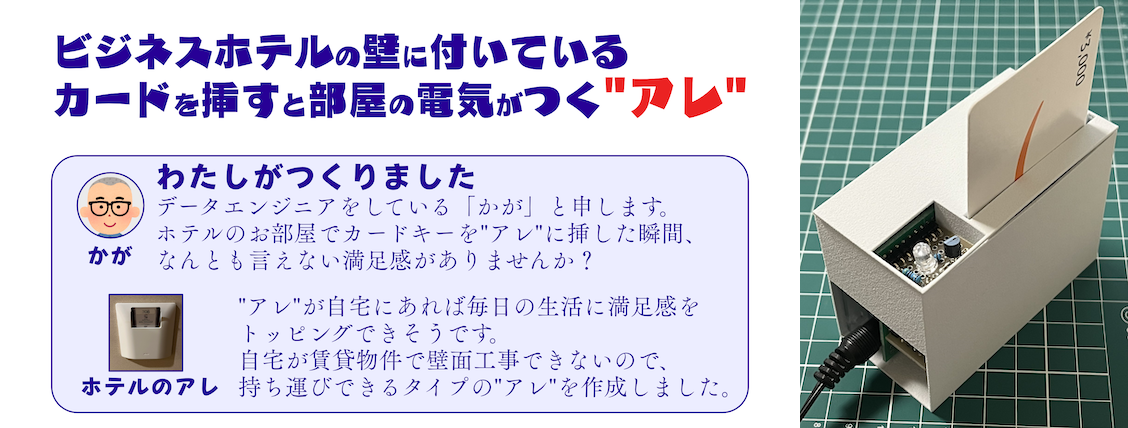 ビジネスホテルの壁に付いている
カードを挿すと部屋の電気がつく"アレ"
わたしがつくりました
データエンジニアをしている「かが」と申します。
ホテルのお部屋でカードキーを"アレ"に挿した瞬間、
なんとも言えない満足感がありませんか？
かが
"アレ"が自宅にあれば毎日の生活に満足感を
トッピングできそうです。
自宅が賃貸物件で壁面工事できないので、
持ち運びできるタイプの"アレ"を作成しました。
ホテルのアレ